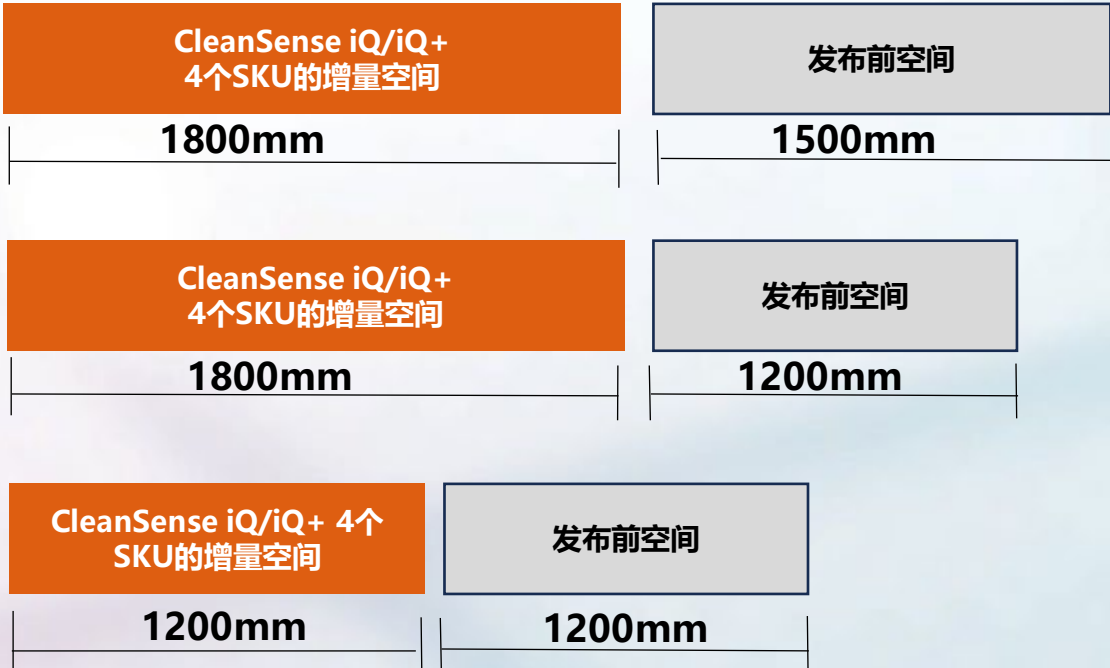 CleanSense iQ/iQ+
4个SKU的增量空间
发布前空间
1800mm
1500mm
CleanSense iQ/iQ+
4个SKU的增量空间
发布前空间
1800mm
1200mm
CleanSense iQ/iQ+ 4个
SKU的增量空间
发布前空间
1200mm
1200mm